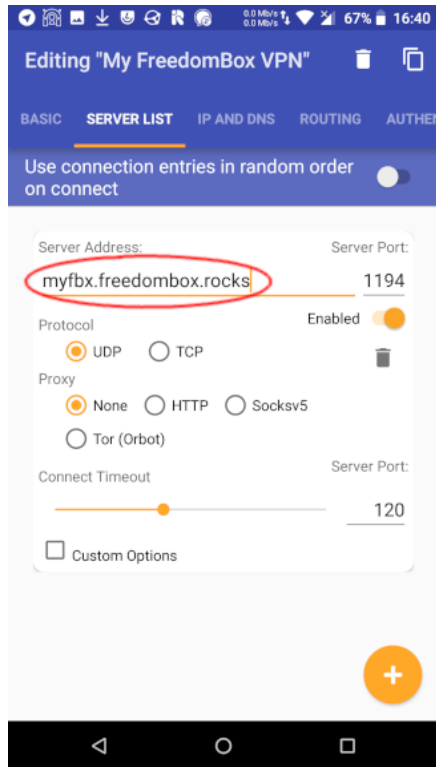 0.0 Mb/s
0.0 Mb/s
67%
16:40
Editing "My FreedomBox VPN"
BASIC SERVER LIST IP AND DNS ROUTING AUTHEN
Use connection entries in random order
on connect
Server Address: Server Port:
myfbx.freedombox.rocks 1194
Protocol Enabled
UDP TCP
Proxy
None HTTP Socksv5
Tor (Orbot)
Connect Timeout Server Port:
120
Custom Options